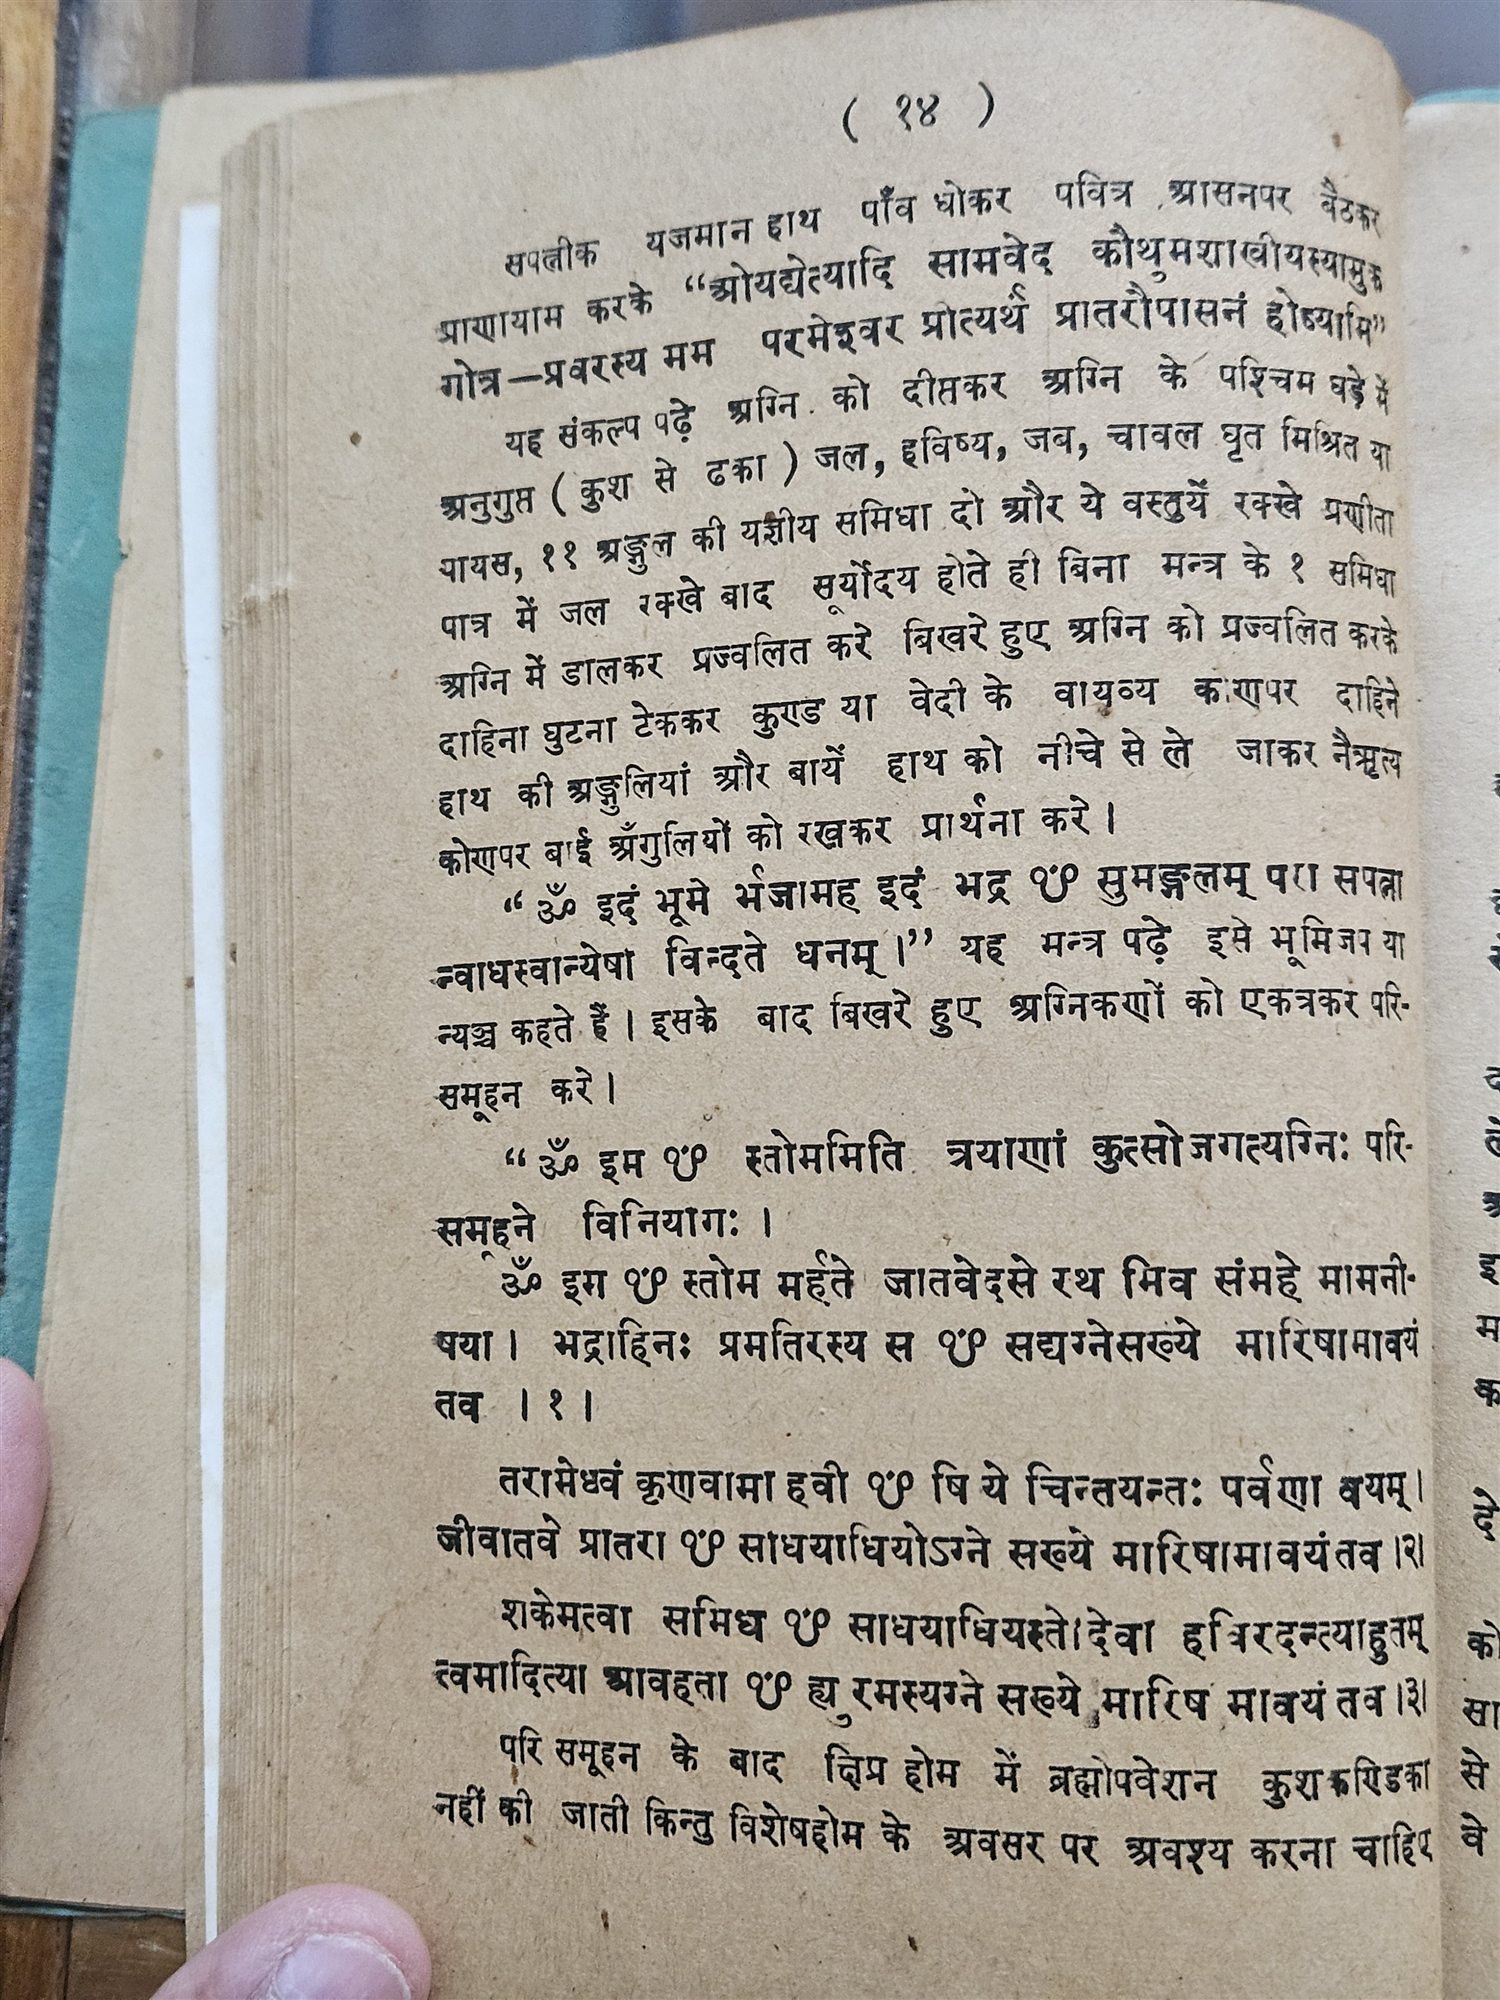 ( १४ )
सपत्नीक यजमान हाथ पाँव धोकर पवित्र आसनपर बैठकर
प्राणायाम करके “ओयद्येत्यादि सामवेद कौथुमशाखीयस्यामुक
गोत्र—प्रवरस्य मम परमेश्वर प्रीत्यर्थं प्रातरौपासनं होष्यामि”
यह संकल्प पढ़े अग्नि को दीप्तकर अग्नि के पश्चिम घड़े में
अनुगुप्त ( कुश से ढका ) जल, हविष्य, जब, चावल घृत मिश्रित या
पायस, ११ अङ्गुल की यज्ञीय समिधा दो और ये वस्तुयें रक्खे प्रणीता
पात्र में जल रक्खे बाद सूर्योदय होते ही बिना मन्त्र के १ समिधा
अग्नि में डालकर प्रज्वलित करे बिखरे हुए अग्नि को प्रज्वलित करके
दाहिना घुटना टेककर कुण्ड या वेदी के वायव्य काणपर दाहिने
हाथ की अङ्गुलियां और बायें हाथ को नीचे से ले जाकर नैऋृत्य
कोणपर बाई अँगुलियों को रखकर प्रार्थना करे ।
“ॐ इदं भूमे र्भजामह इदं भद्र ꣳ सुमङ्गलम् परा सपत्ना
न्वाधस्वान्येषा विन्दते धनम् ।” यह मन्त्र पढ़े इसे भूमिजप या
न्यञ्च कहते हैं । इसके बाद बिखरे हुए अग्निकणों को एकत्रकर परि-
समूहन करे ।
“ॐ इम ꣳ स्तोममिति त्रयाणां कुत्सोजगत्यग्निः परि-
समूहने विनियागः ।
ॐ इम ꣳ स्तोम मर्हते जातवेदसे रथ मिव संमहे मामनी-
षया । भद्राहिनः प्रमतिरस्य स ꣳ सद्यग्नेसख्ये मारिषामावयं
तव । १ ।
तरामेध्वं कृणवामा हवी ꣳ षि ये चिन्तयन्तः पर्वणा वयम् ।
जीवातवे प्रातरा ꣳ साधयाधियोऽग्ने सख्ये मारिषामावयंतव ।२।
शकेमत्वा समिध ꣳ साधयाधियस्ते।देवा हविरदन्त्याहुतम्
त्वमादित्या आवहता ꣳ ह्यु रमस्यग्ने सख्ये मारिष मावयं तव ।३।
परि समूहन के बाद क्षिप्र होम में ब्रह्मोपवेशन कुशकण्डिका
नहीं की जाती किन्तु विशेषहोम के अवसर पर अवश्य करना चाहिए